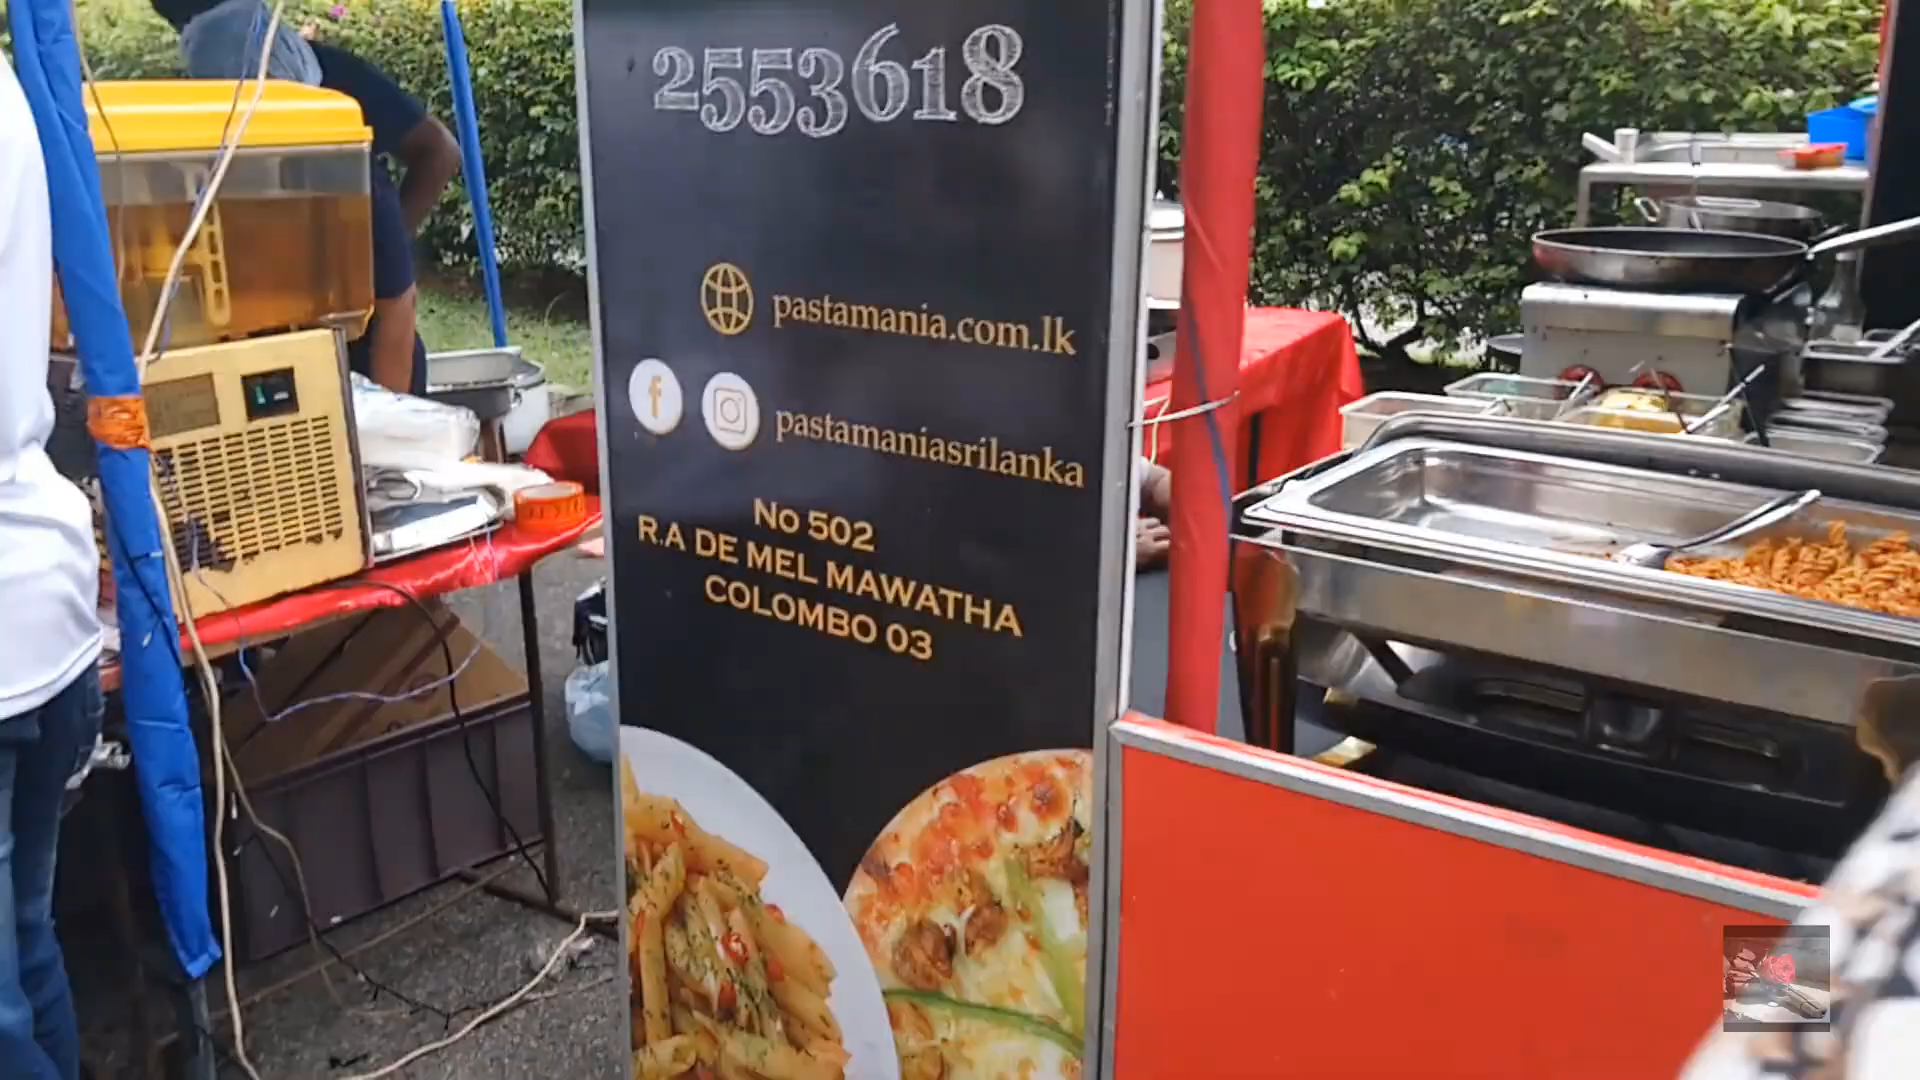 2553618
pastamania.com.lk
f
pastamaniasrilanka
No 502
R.A DE MEL MAWATHA
COLOMBO 03